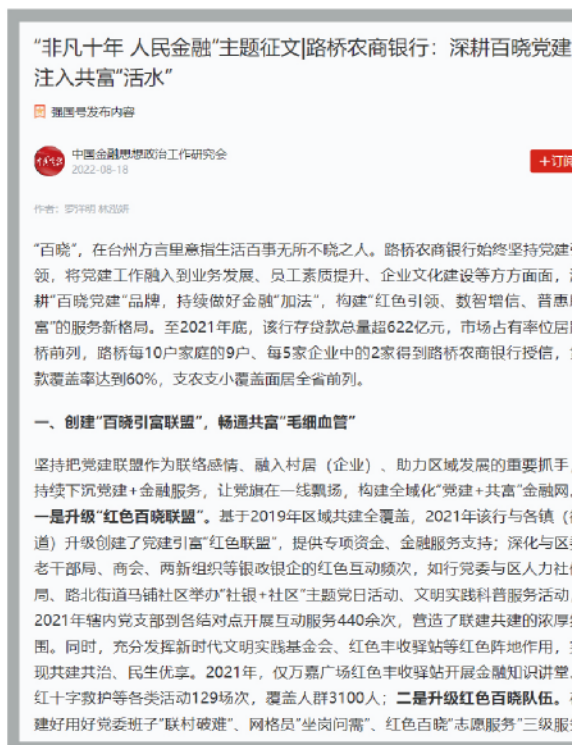 “非凡十年 人民金融”主题征文|路桥农商银行：深耕百晓党建
注入共富“活水”
强国号发布内容
中国金融思想政治工作研究会
2022-08-18
＋订阅
作者：罗洋明 林泓妍
“百晓”，在台州方言里意指生活百事无所不晓之人。路桥农商银行始终坚持党建
领，将党建工作融入到业务发展、员工素质提升、企业文化建设等方方面面，
耕“百晓党建”品牌，持续做好金融“加法”，构建“红色引领、数智增信、普惠
富”的服务新格局。至2021年底，该行存贷款总量超622亿元，市场占有率位居
桥前列，路桥每10户家庭的9户、每5家企业中的2家得到路桥农商银行授信，
款覆盖率达到60%，支农支小覆盖面居全省前列。
一、创建“百晓引富联盟”，畅通共富“毛细血管”
坚持把党建联盟作为联络感情、融入村居（企业）、助力区域发展的重要抓手，
持续下沉党建+金融服务，让党旗在一线飘扬，构建全域化“党建+共富”金融网。
一是升级“红色百晓联盟”。基于2019年区域共建全覆盖，2021年该行与各镇（
道）升级创建了党建引富“红色联盟”，提供专项资金、金融服务支持；深化与区
老干部局、商会、两新组织等银政银企的红色互动频次，如行党委与区人力社
局、路北街道马铺社区举办“社银+社区”主题党日活动、文明实践科普服务活动
2021年辖内党支部到各结对点开展互动服务440余次，营造了联建共建的浓厚
围。同时，充分发挥新时代文明实践基金会、红色丰收驿站等红色阵地作用，
现共建共治、民生优享。2021年，仅万嘉广场红色丰收驿站开展金融知识讲堂、
红十字救护等各类活动129场次，覆盖人群3100人；二是升级红色百晓队伍。
建好用好党委班子“联村破难”、网格员“坐岗问需”、红色百晓“志愿服务”三级服